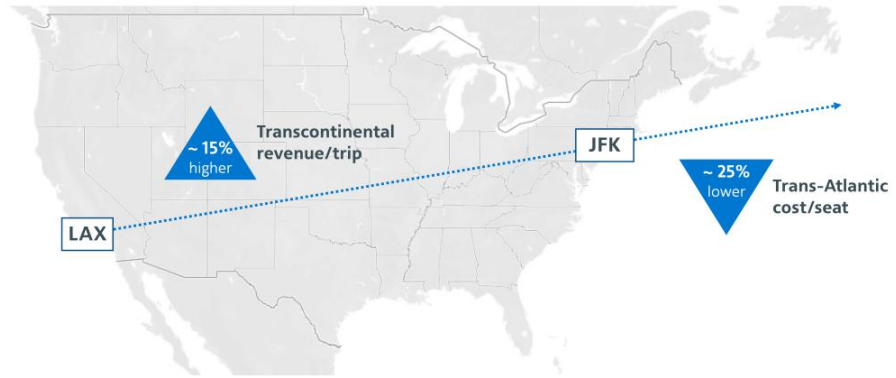 ~ 15%
higher
Transcontinental
revenue/trip
JFK
~ 25%
lower
Trans-Atlantic
cost/seat
LAX